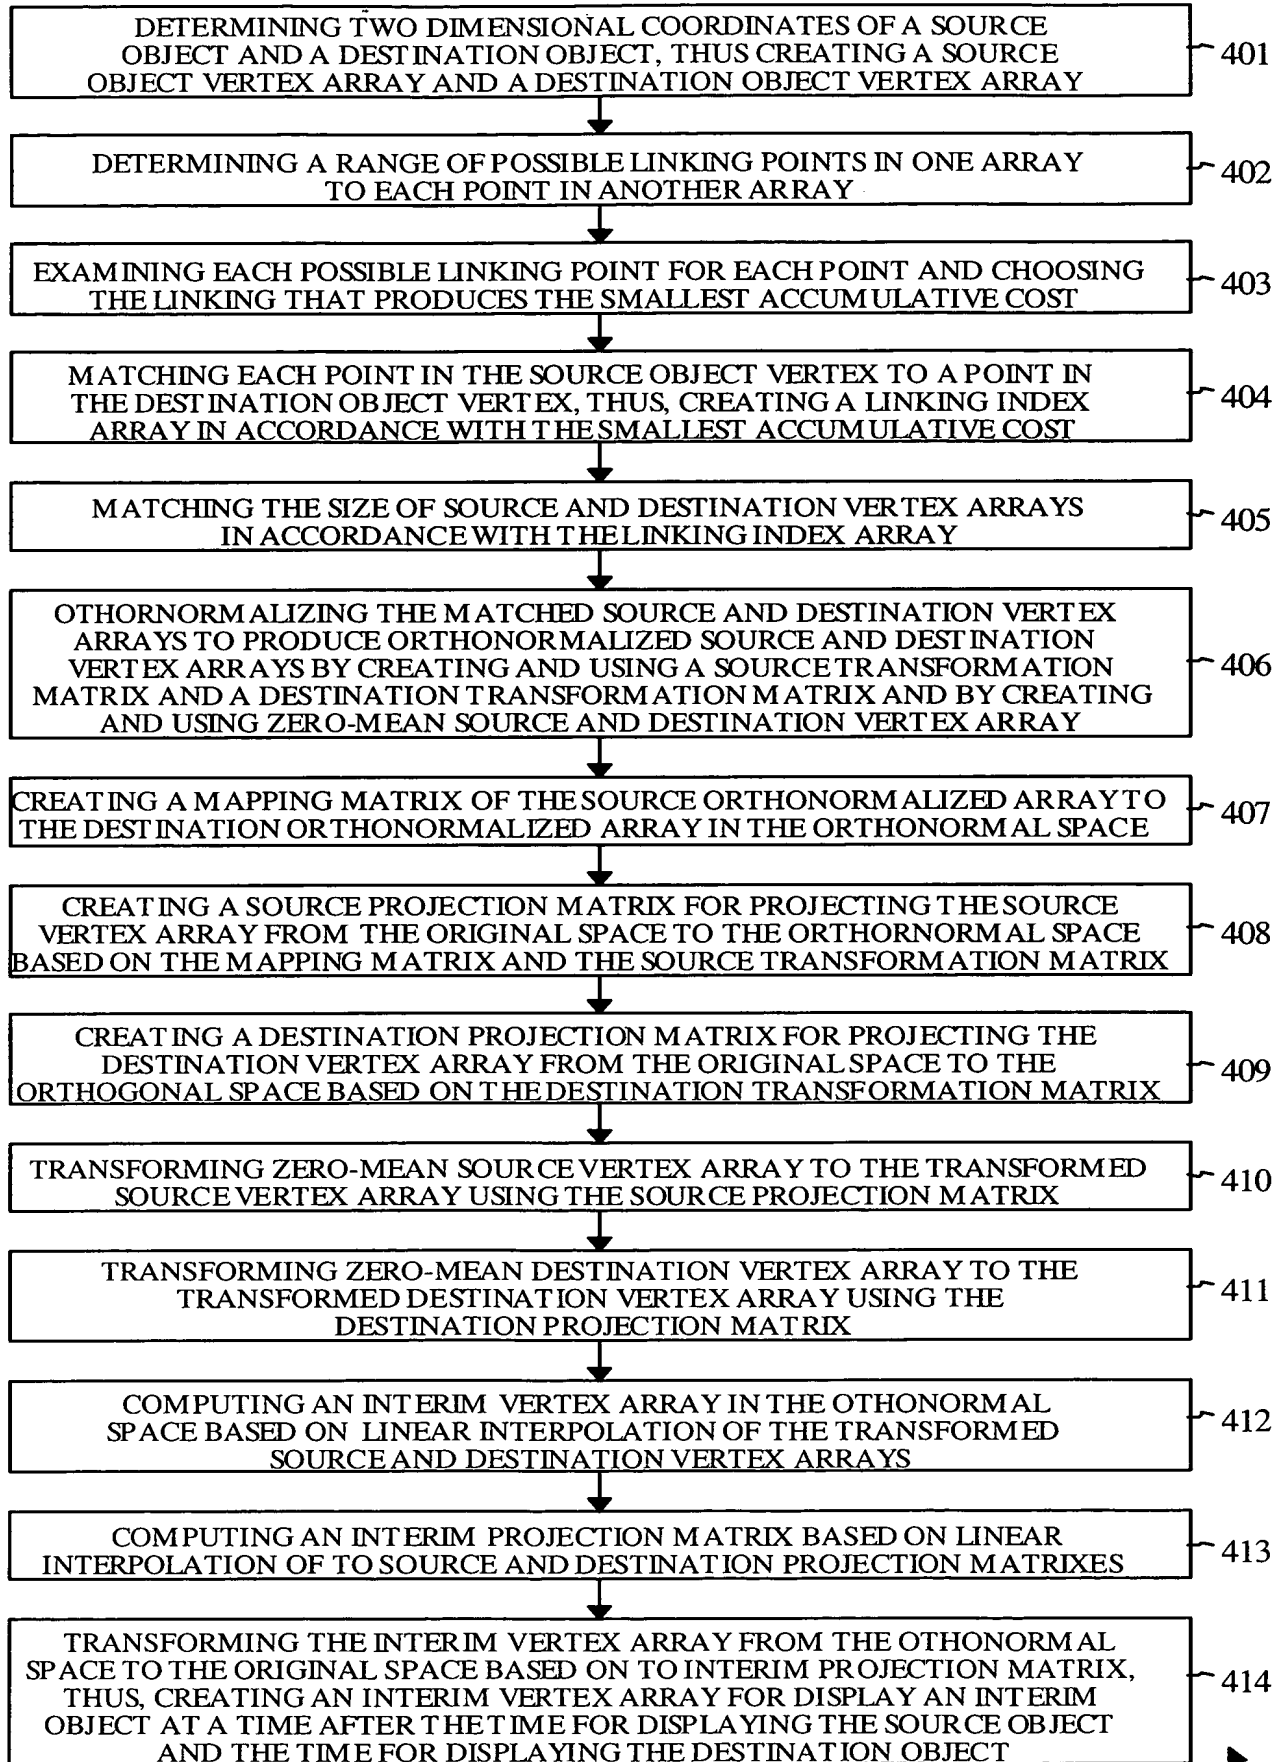 DETERMINING TWO DIMENSIONAL COORDINATES OF A SOURCE
OBJECT AND A DESTINATION OBJECT, THUS CREATING A SOURCE
OBJECT VERTEX ARRAY AND A DESTINATION OBJECT VERTEX ARRAY
401
DETERMINING A RANGE OF POSSIBLE LINKING POINTS IN ONE ARRAY
TO EACH POINT IN ANOTHER ARRAY
402
EXAMINING EACH POSSIBLE LINKING POINT FOR EACH POINT AND CHOOSING
THE LINKING THAT PRODUCES THE SMALLEST ACCUMULATIVE COST
403
MATCHING EACH POINT IN THE SOURCE OBJECT VERTEX TO A POINT IN
THE DESTINATION OBJECT VERTEX, THUS, CREATING A LINKING INDEX
ARRAY IN ACCORDANCE WITH THE SMALLEST ACCUMULATIVE COST
404
MATCHING THE SIZE OF SOURCE AND DESTINATION VERTEX ARRAYS
IN ACCORDANCE WITH THE LINKING INDEX ARRAY
405
OTHORNORMALIZING THE MATCHED SOURCE AND DESTINATION VERTEX
ARRAYS TO PRODUCE ORTHONORMALIZED SOURCE AND DESTINATION
VERTEX ARRAYS BY CREATING AND USING A SOURCE TRANSFORMATION
MATRIX AND A DESTINATION TRANSFORMATION MATRIX AND BY CREATING
AND USING ZERO-MEAN SOURCE AND DESTINATION VERTEX ARRAY
406
CREATING A MAPPING MATRIX OF THE SOURCE ORTHONORMALIZED ARRAY TO
THE DESTINATION ORTHONORMALIZED ARRAY IN THE ORTHONORMAL SPACE
407
CREATING A SOURCE PROJECTION MATRIX FOR PROJECTING THE SOURCE
VERTEX ARRAY FROM THE ORIGINAL SPACE TO THE ORTHORNORMAL SPACE
BASED ON THE MAPPING MATRIX AND THE SOURCE TRANSFORMATION MATRIX
408
CREATING A DESTINATION PROJECTION MATRIX FOR PROJECTING THE
DESTINATION VERTEX ARRAY FROM THE ORIGINAL SPACE TO THE
ORTHOGONAL SPACE BASED ON THE DESTINATION TRANSFORMATION MATRIX
409
TRANSFORMING ZERO-MEAN SOURCE VERTEX ARRAY TO THE TRANSFORMED
SOURCE VERTEX ARRAY USING THE SOURCE PROJECTION MATRIX
410
TRANSFORMING ZERO-MEAN DESTINATION VERTEX ARRAY TO THE
TRANSFORMED DESTINATION VERTEX ARRAY USING THE
DESTINATION PROJECTION MATRIX
411
COMPUTING AN INTERIM VERTEX ARRAY IN THE OTHONORMAL
SPACE BASED ON LINEAR INTERPOLATION OF THE TRANSFORMED
SOURCE AND DESTINATION VERTEX ARRAYS
412
COMPUTING AN INTERIM PROJECTION MATRIX BASED ON LINEAR
INTERPOLATION OF TO SOURCE AND DESTINATION PROJECTION MATRIXES
413
TRANSFORMING THE INTERIM VERTEX ARRAY FROM THE OTHONORMAL
SPACE TO THE ORIGINAL SPACE BASED ON TO INTERIM PROJECTION MATRIX,
THUS, CREATING AN INTERIM VERTEX ARRAY FOR DISPLAY AN INTERIM
OBJECT AT A TIME AFTER THE TIME FOR DISPLAYING THE SOURCE OBJECT
AND THE TIME FOR DISPLAYING THE DESTINATION OBJECT
414